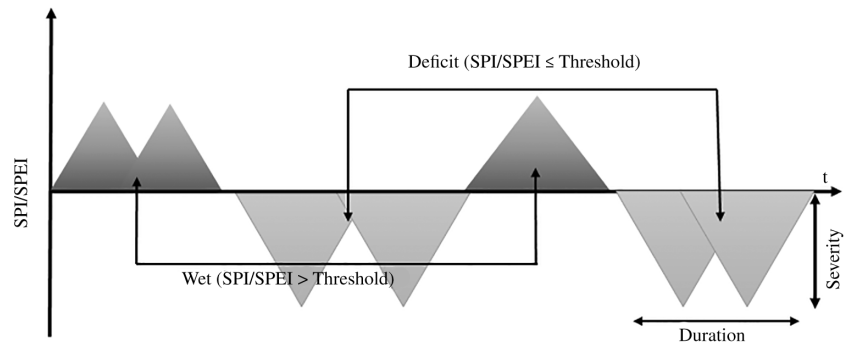 Deficit (SPI/SPEI ≤ Threshold)
t
SPI/SPEI
Wet (SPI/SPEI > Threshold)
Severity
Duration